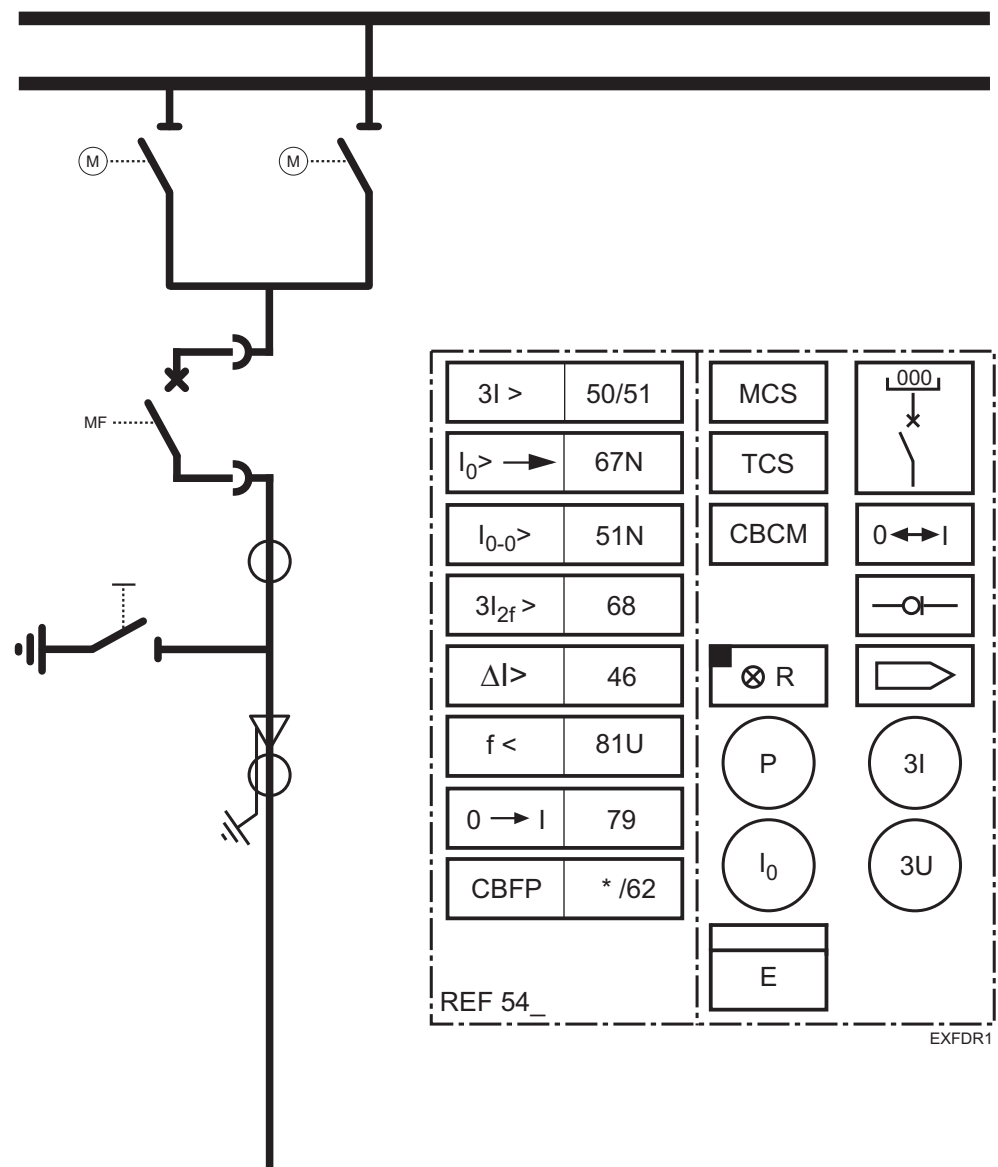 M
M
MF
3I > 50/51
I0> 67N
I0-0> 51N
3I2f > 68
ΔI> 46
f < 81U
0 → I 79
CBFP * /62
REF 54_
MCS
TCS
CBCM
R
P
I0
E
000
0 ↔ I
3I
3U
EXFDR1